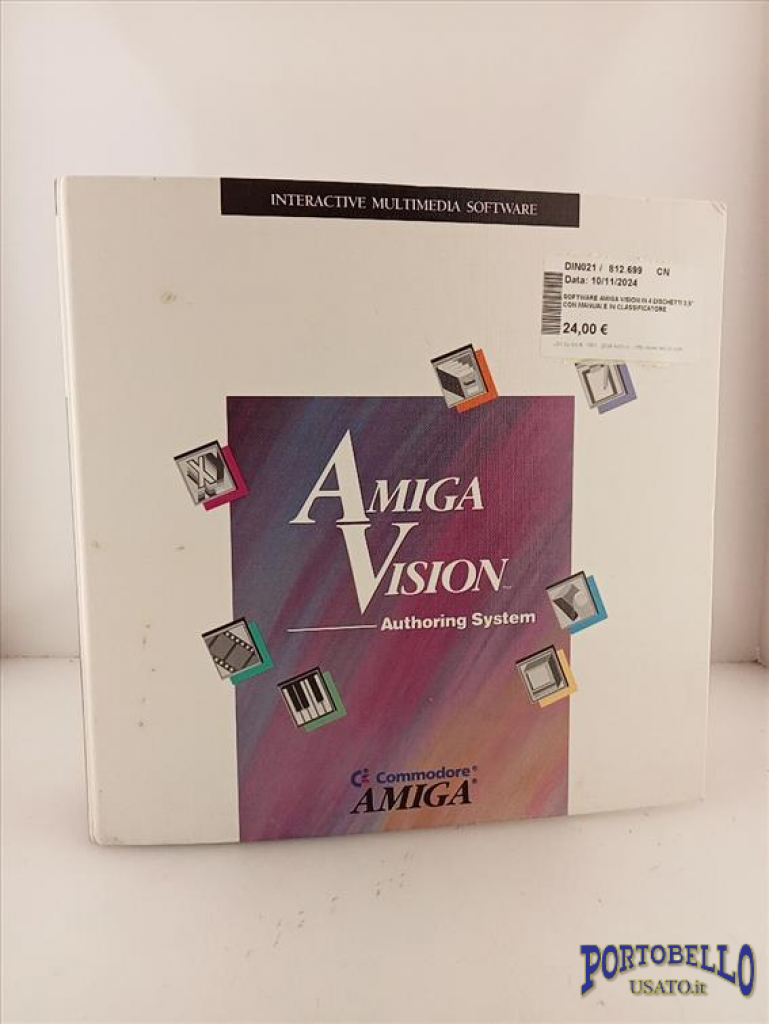 INTERACTIVE MULTIMEDIA SOFTWARE
DIN021 / 812.699 CN
Data: 10/11/2024
SOFTWARE AMIGA VISION IN 4 DISCHETTI 3,5"
CON MANUALE IN CLASSIFICATORE
24,00 €
AMIGA
VISION™
Authoring System
Commodore®
AMIGA®
PORTOBELLO
USATO.it